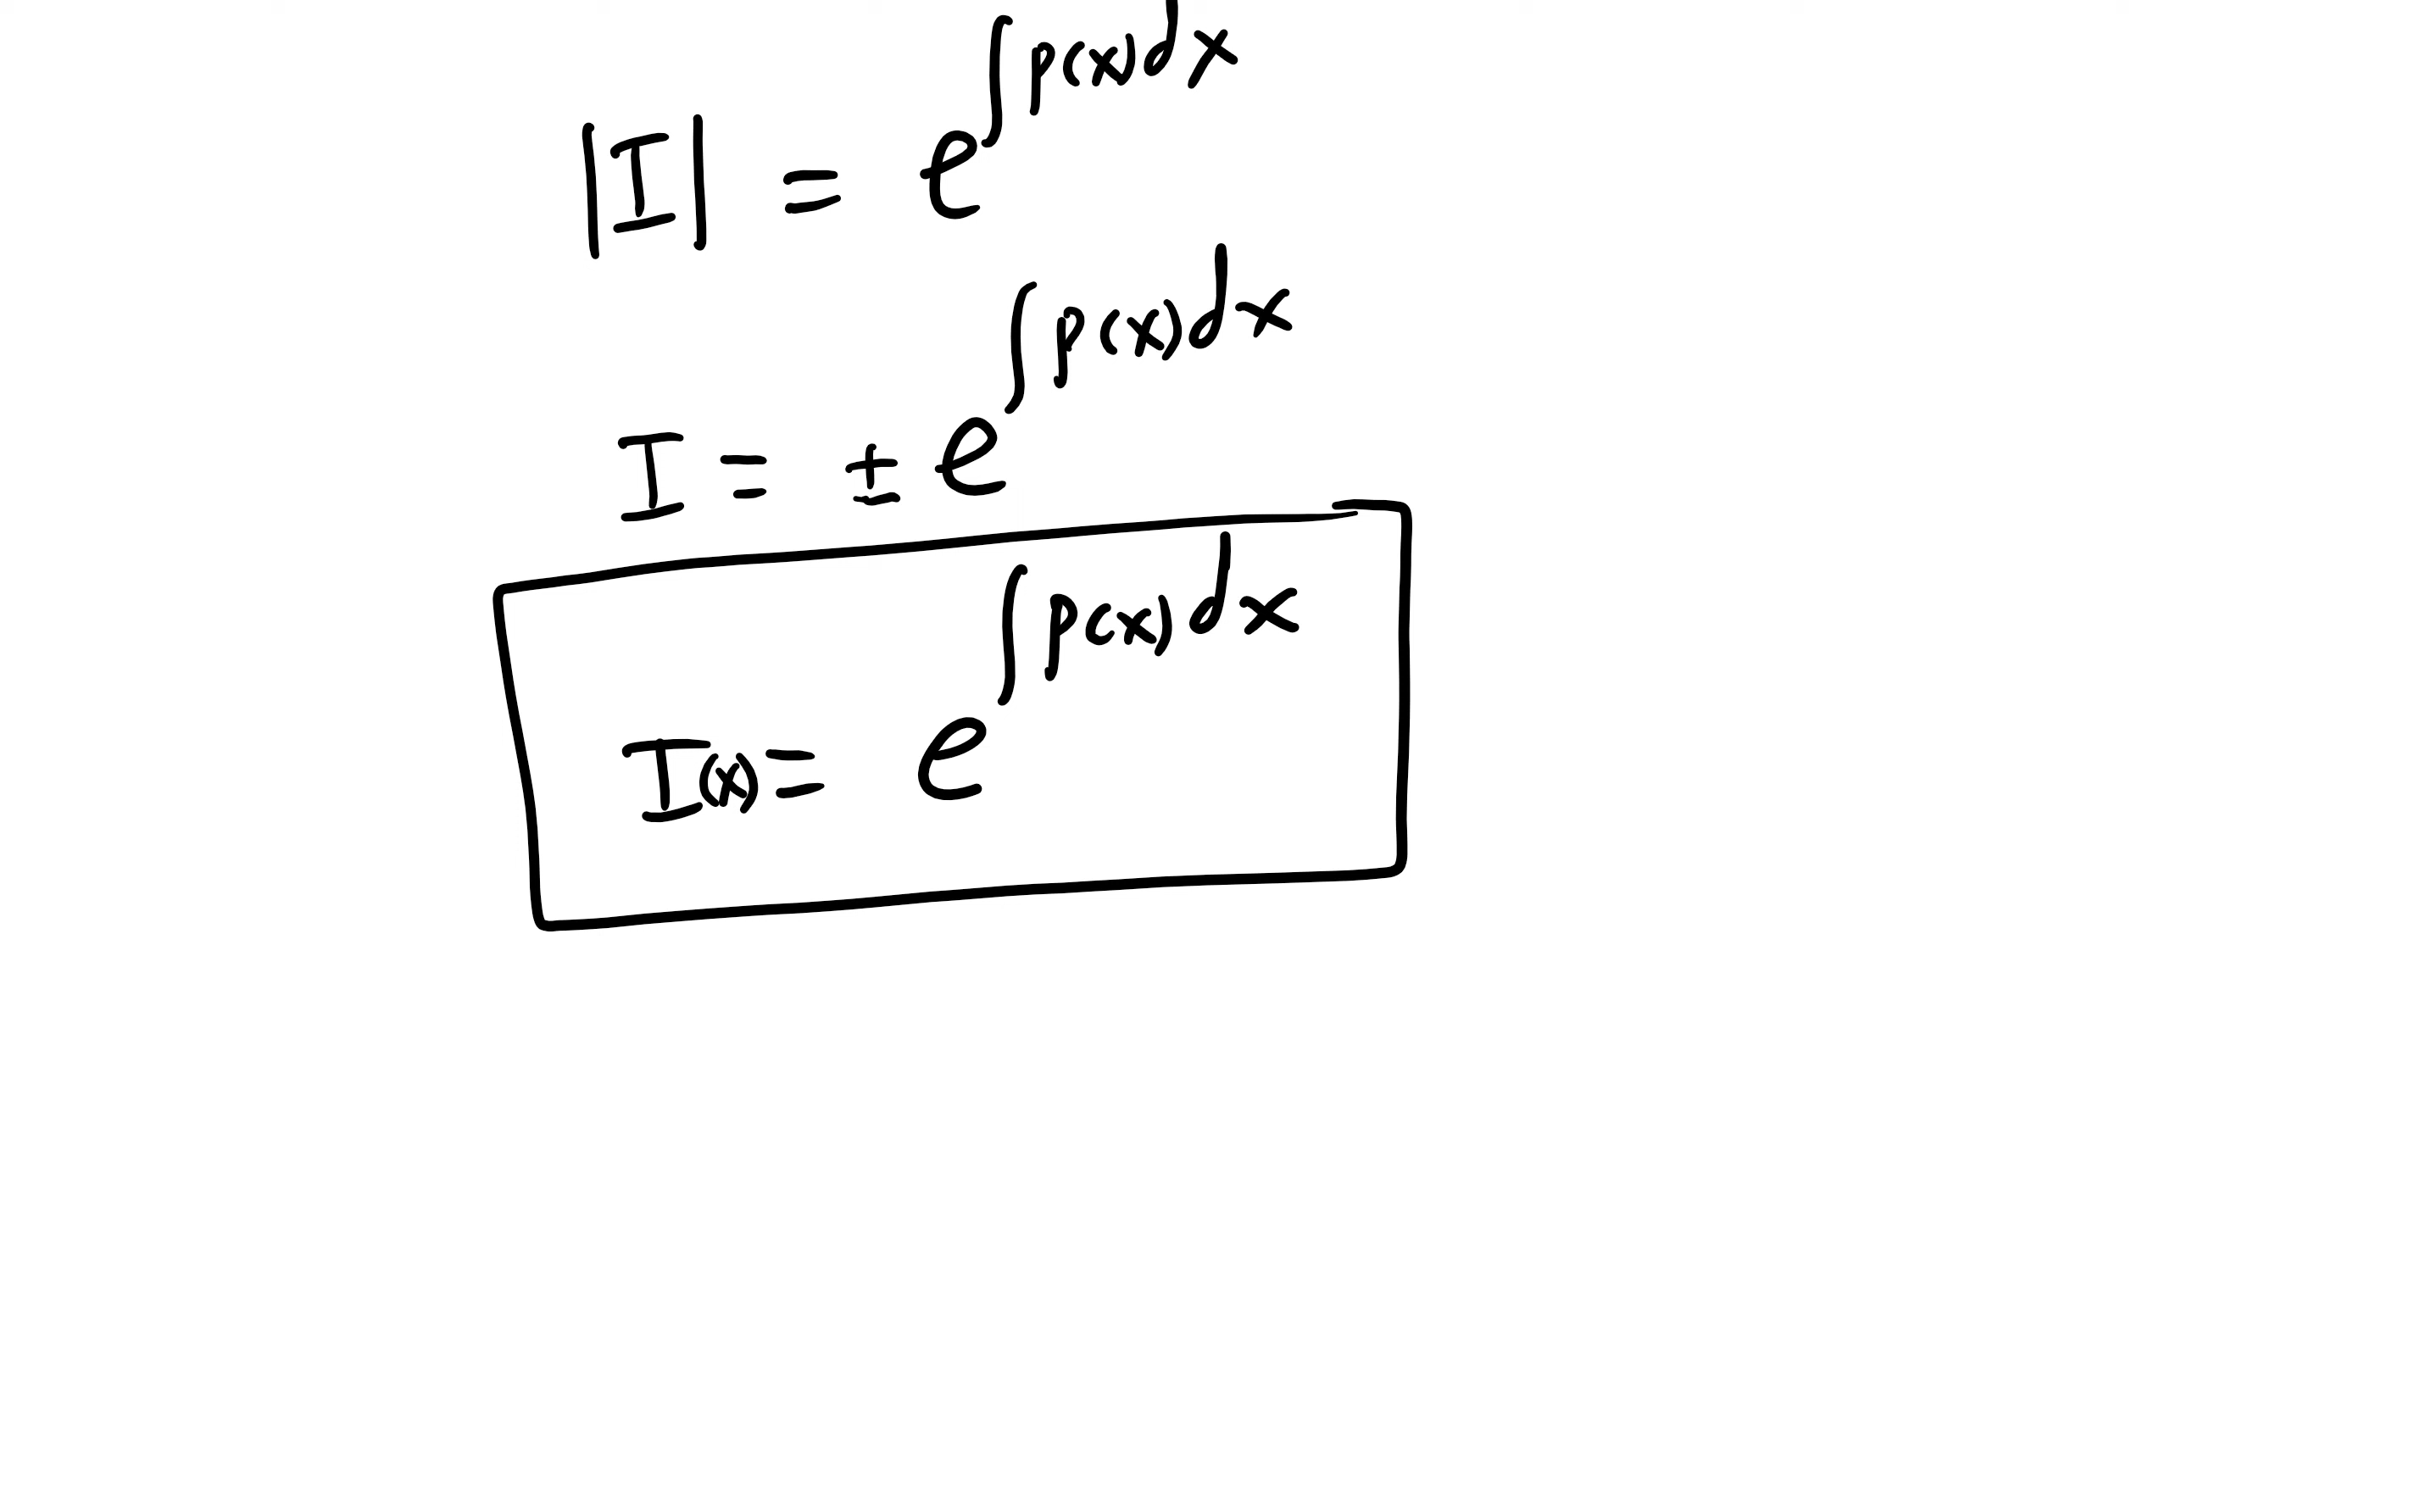 |I| = e^{∫p(x)dx}
I = ± e^{∫p(x)dx}
I(x) = e^{∫p(x)dx}